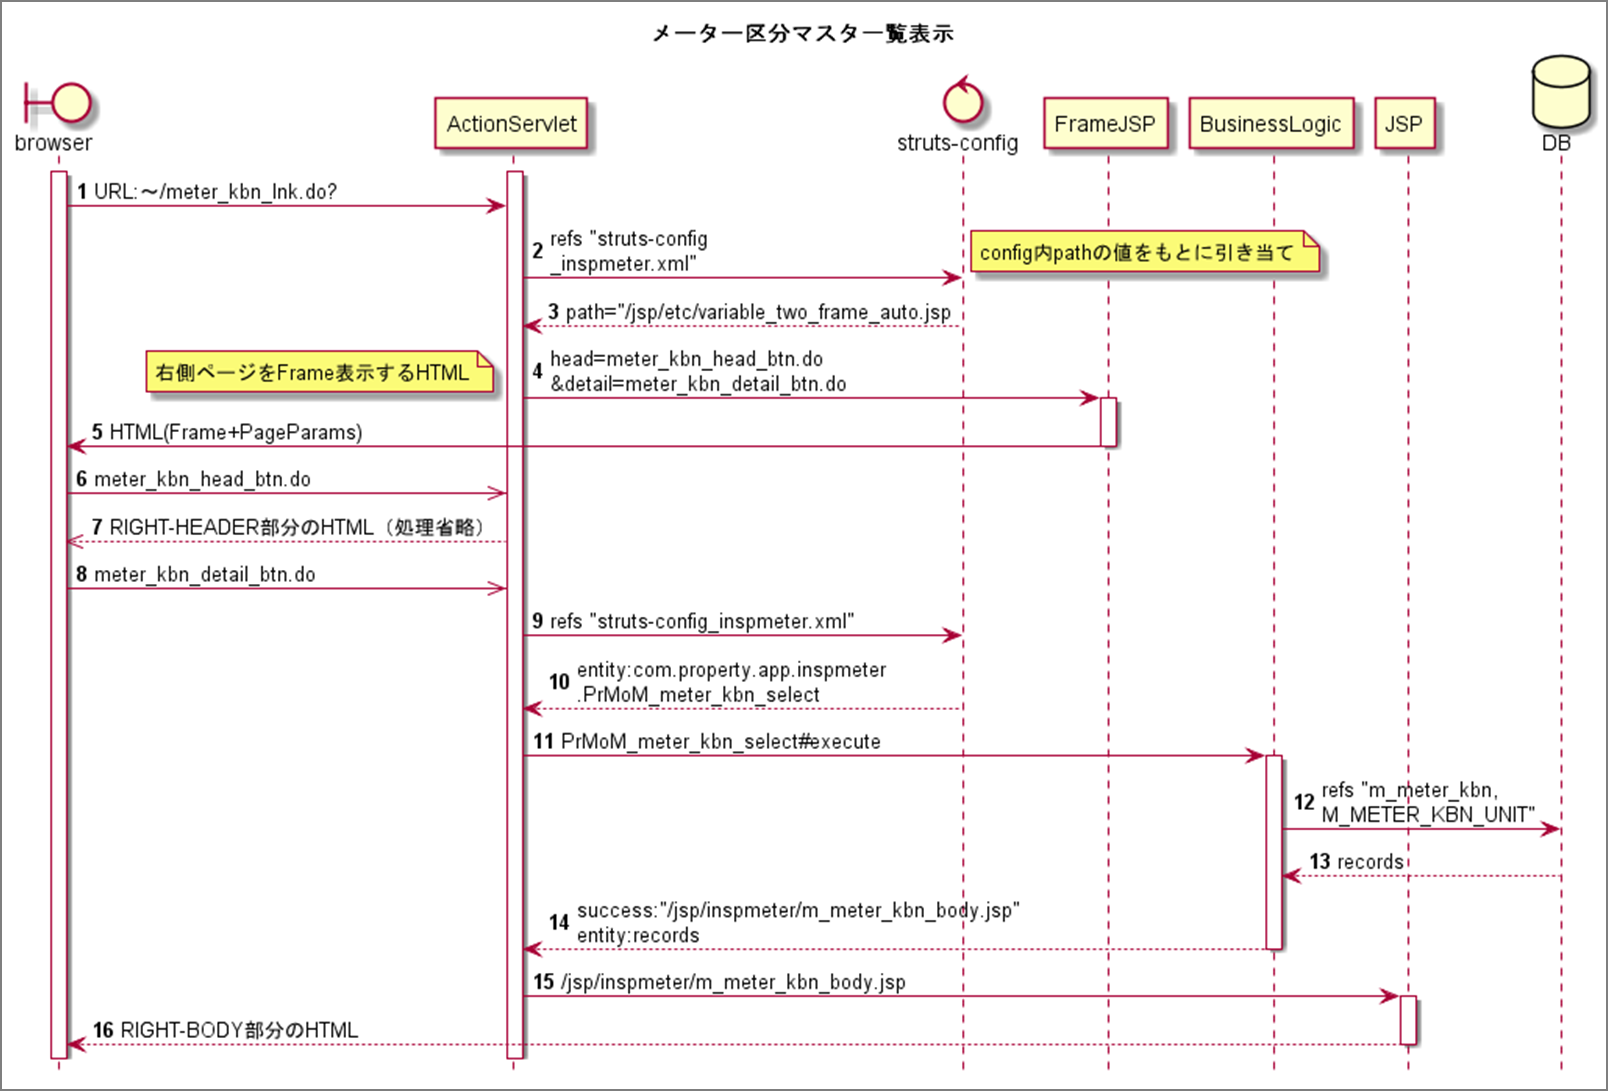 メーター区分マスター覧表示
browser
ActionServlet
struts-config
FrameJSP
BusinessLogic
JSP
DB
1 URL:～/meter_kbn_lnk.do?
2 refs "struts-config
_inspmeter.xml"
config内pathの値をもとに引き当て
3 path="/jsp/etc/variable_two_frame_auto.jsp
右側ページをFrame表示するHTML
4 head=meter_kbn_head_btn.do
&detail=meter_kbn_detail_btn.do
5 HTML(Frame+PageParams)
6 meter_kbn_head_btn.do
7 RIGHT-HEADER部分のHTML（処理省略）
8 meter_kbn_detail_btn.do
9 refs "struts-config_inspmeter.xml"
10 entity:com.property.app.inspmeter
.PrMoM_meter_kbn_select
11 PrMoM_meter_kbn_select#execute
12 refs "m_meter_kbn,
M_METER_KBN_UNIT"
13 records
14 success:"/jsp/inspmeter/m_meter_kbn_body.jsp"
entity:records
15 /jsp/inspmeter/m_meter_kbn_body.jsp
16 RIGHT-BODY部分のHTML